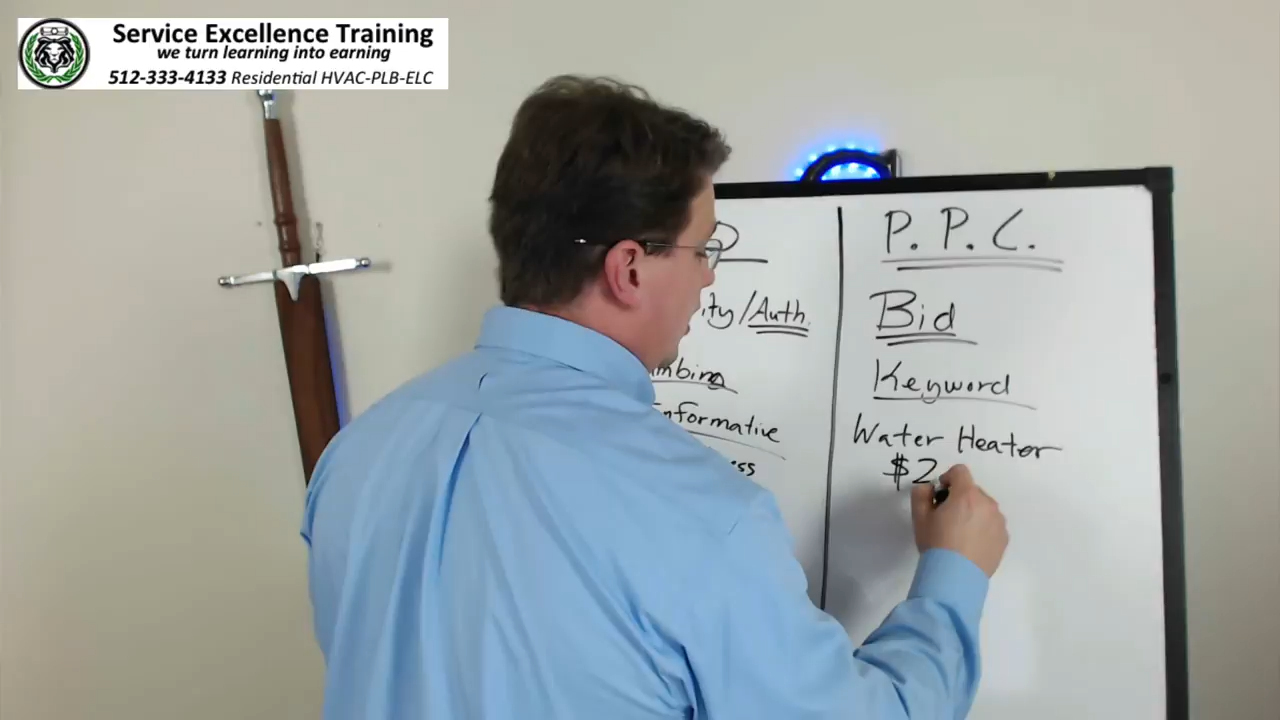 Service Excellence Training
we turn learning into earning
512-333-4133 Residential HVAC-PLB-ELC
/Auth.
P. P. C.
Bid
Keyword
Water Heater
$2